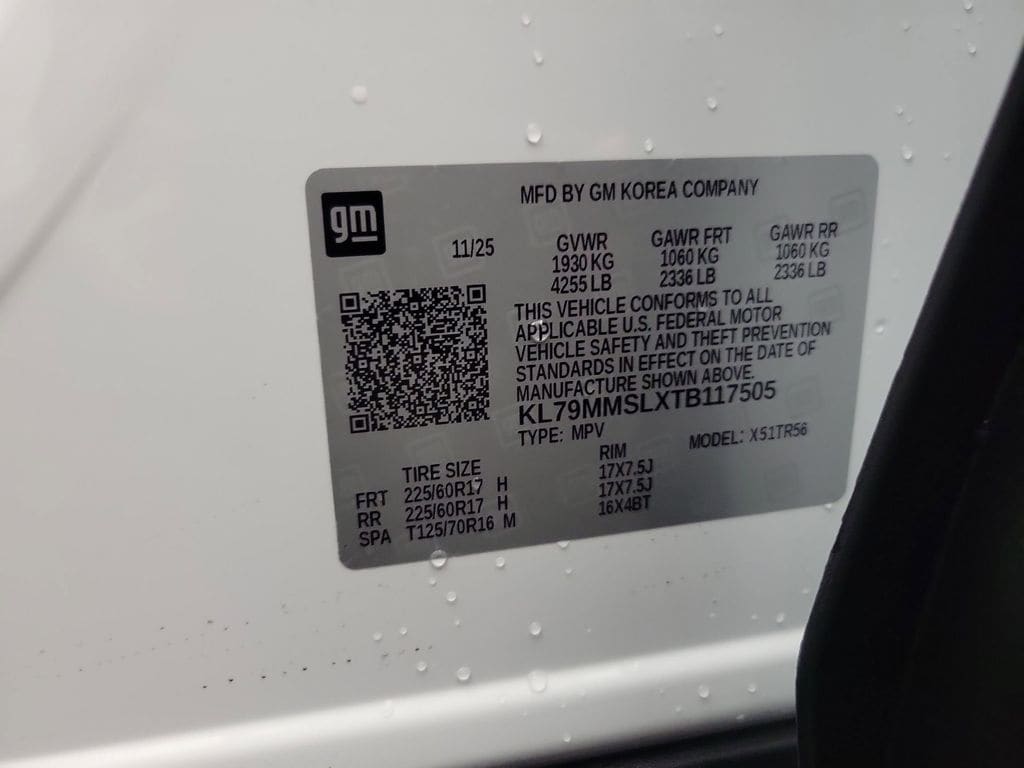 gm
MFD BY GM KOREA COMPANY
11/25
GVWR GAWR FRT GAWR RR
1930 KG 1060 KG 1060 KG
4255 LB 2336 LB 2336 LB
THIS VEHICLE CONFORMS TO ALL
APPLICABLE U.S. FEDERAL MOTOR
VEHICLE SAFETY AND THEFT PREVENTION
STANDARDS IN EFFECT ON THE DATE OF
MANUFACTURE SHOWN ABOVE.
KL79MMSLXTB117505
TYPE: MPV MODEL: X51TR56
TIRE SIZE RIM
FRT 225/60R17 H 17X7.5J
RR 225/60R17 H 17X7.5J
SPA T125/70R16 M 16X4BT